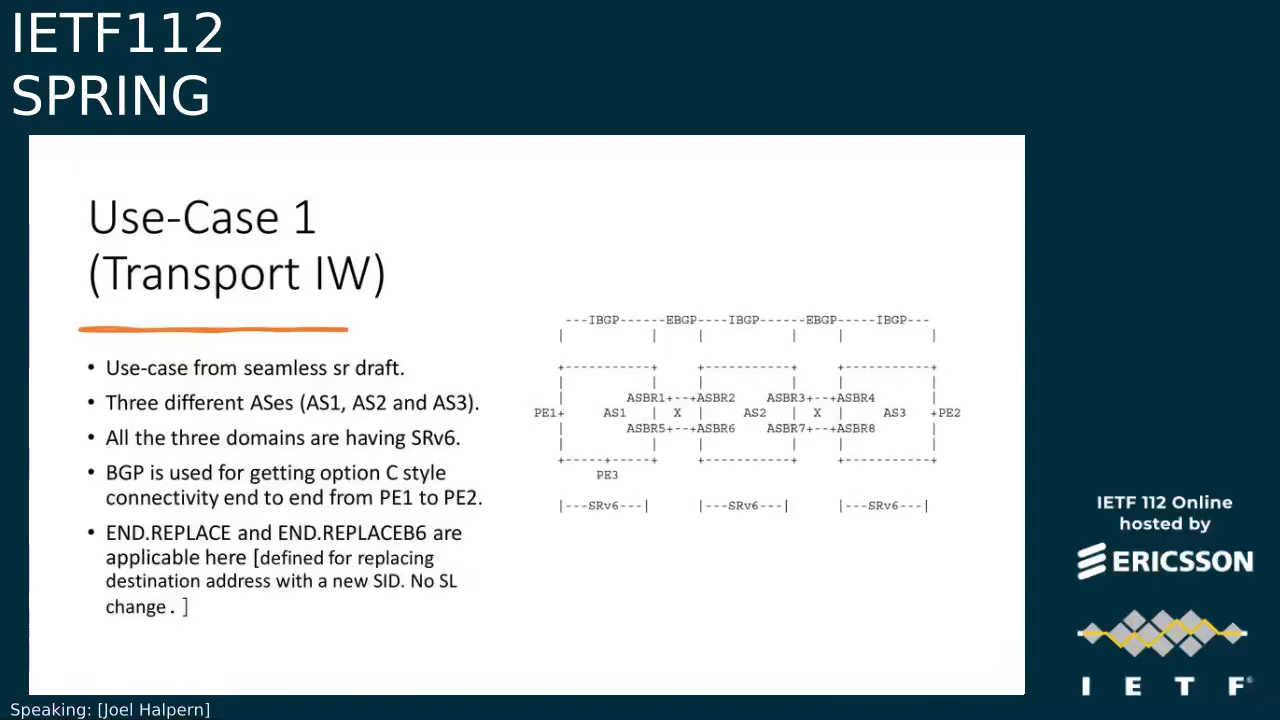 IETF112
SPRING
Use-Case 1
(Transport IW)
• Use-case from seamless sr draft.
• Three different ASes (AS1, AS2 and AS3).
• All the three domains are having SRv6.
• BGP is used for getting option C style
connectivity end to end from PE1 to PE2.
• END.REPLACE and END.REPLACEB6 are
applicable here [defined for replacing
destination address with a new SID. No SL
change. ]
---IBGP------EBGP----IBGP------EBGP----IBGP---
|           |     |           |     |           |
+-----------+     +-----------+     +-----------+
|           |     |           |     |           |
|       ASBR1+--+ASBR2    ASBR3+--+ASBR4       |
PE1+     AS1   |  X  |    AS2    |  X  |    AS3   +PE2
|       ASBR5+--+ASBR6    ASBR7+--+ASBR8       |
|           |     |           |     |           |
+-----+-----+     +-----------+     +-----------+
PE3
|---SRv6---|      |---SRv6---|      |---SRv6---|
IETF 112 Online
hosted by
ERICSSON
I E T F®
Speaking: [Joel Halpern]